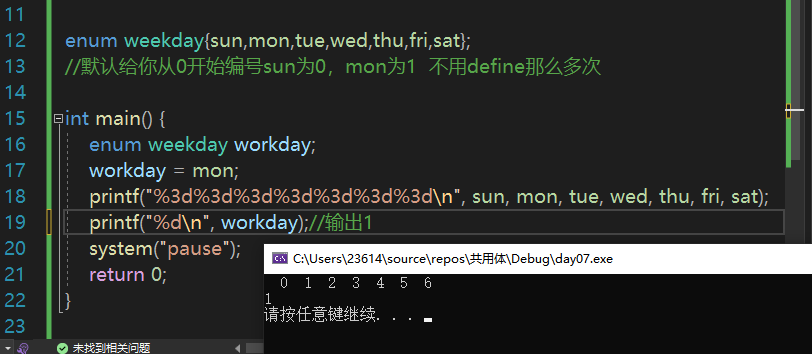 11
12 enum weekday{sun,mon,tue,wed,thu,fri,sat};
13 //默认给你从0开始编号sun为0，mon为1 不用define那么多次
14
15 int main() {
16 enum weekday workday;
17 workday = mon;
18 printf("%3d%3d%3d%3d%3d%3d%3d\n", sun, mon, tue, wed, thu, fri, sat);
19 printf("%d\n", workday);//输出1
20 system("pause");
21 return 0;
22 }
23
C:\Users\23614\source\repos\共用体\Debug\day07.exe
0 1 2 3 4 5 6
1
请按任意键继续. . .
未找到相关问题